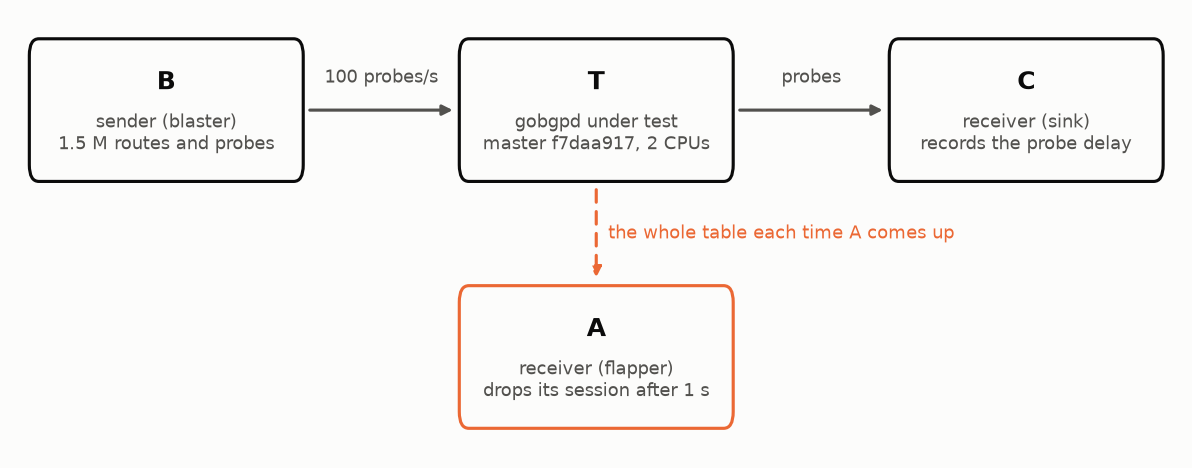 B
sender (blaster)
1.5 M routes and probes
100 probes/s
T
gobgpd under test
master f7daa917, 2 CPUs
probes
C
receiver (sink)
records the probe delay
the whole table each time A comes up
A
receiver (flapper)
drops its session after 1 s